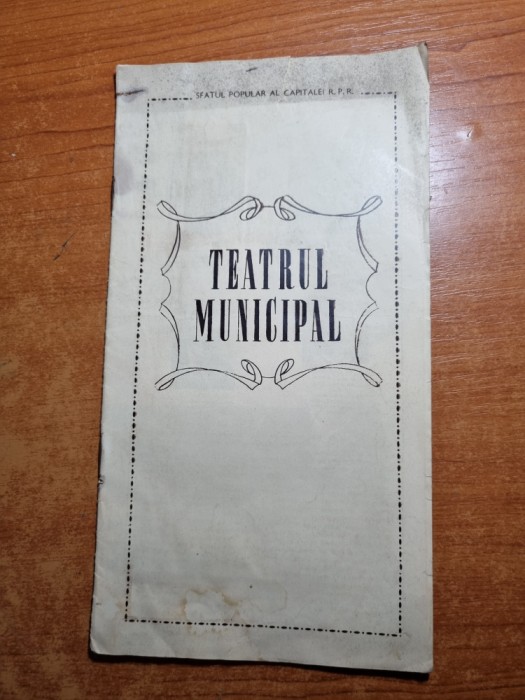 SFATUL POPULAR AL CAPITALEI R. P. R.
TEATRUL
MUNICIPAL